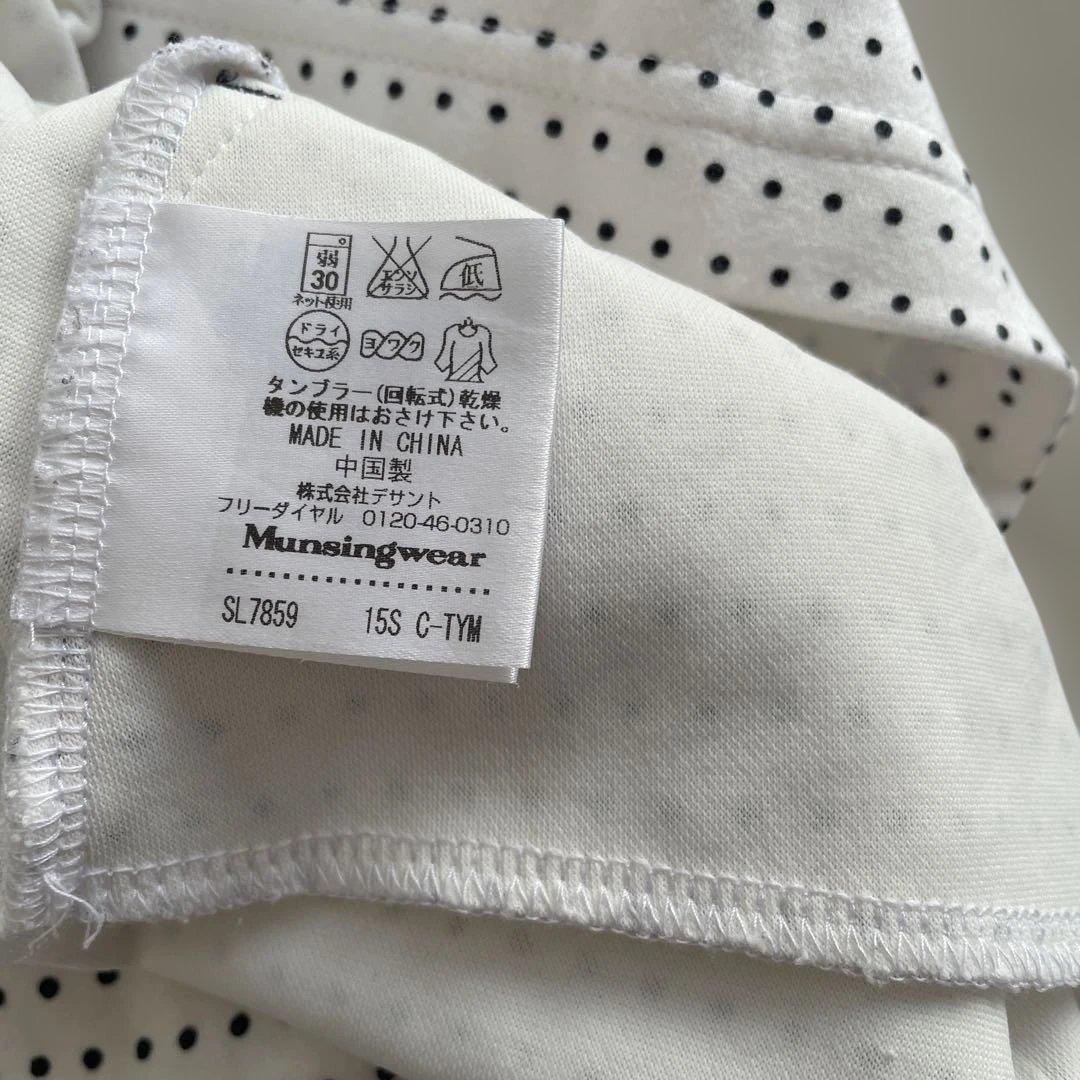 弱
30
ネット使用
エンソ
サラシ
低
ドライ
セキユ系
ヨワク
タンブラー(回転式)乾燥
機の使用はおさけ下さい。
MADE IN CHINA
中国製
株式会社デサント
フリーダイヤル 0120-46-0310
Munsingwear
SL7859 15S C-TYM